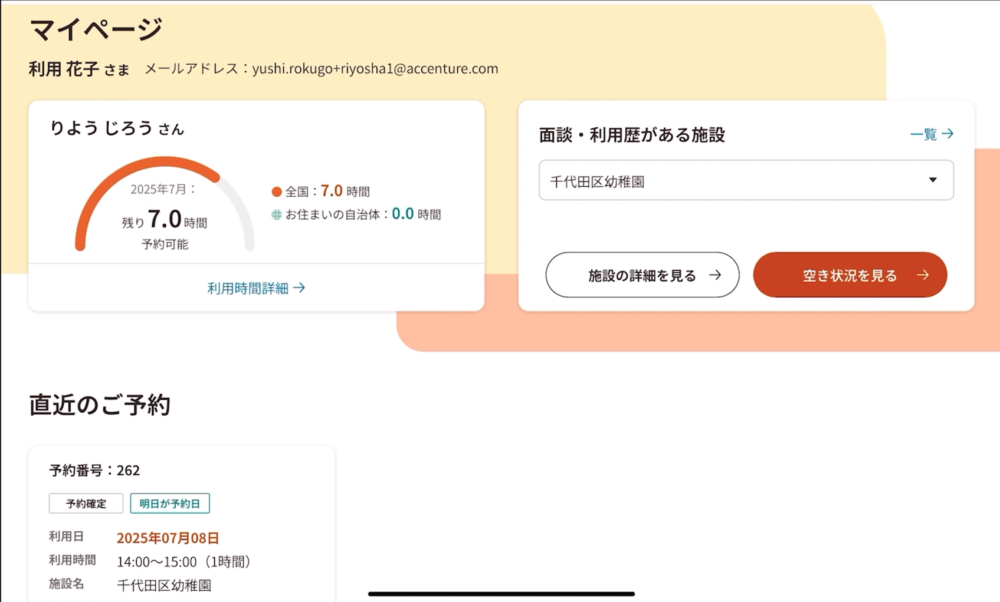 マイページ
利用 花子 さま メールアドレス：yushi.rokugo+riyosha1@accenture.com
りよう じろう さん
2025年7月：
残り 7.0 時間
予約可能
全国：7.0 時間
お住まいの自治体：0.0 時間
利用時間詳細 →
面談・利用歴がある施設
一覧 →
千代田区幼稚園
施設の詳細を見る →
空き状況を見る →
直近のご予約
予約番号：262
予約確定
明日が予約日
利用日 2025年07月08日
利用時間 14:00〜15:00（1時間）
施設名 千代田区幼稚園